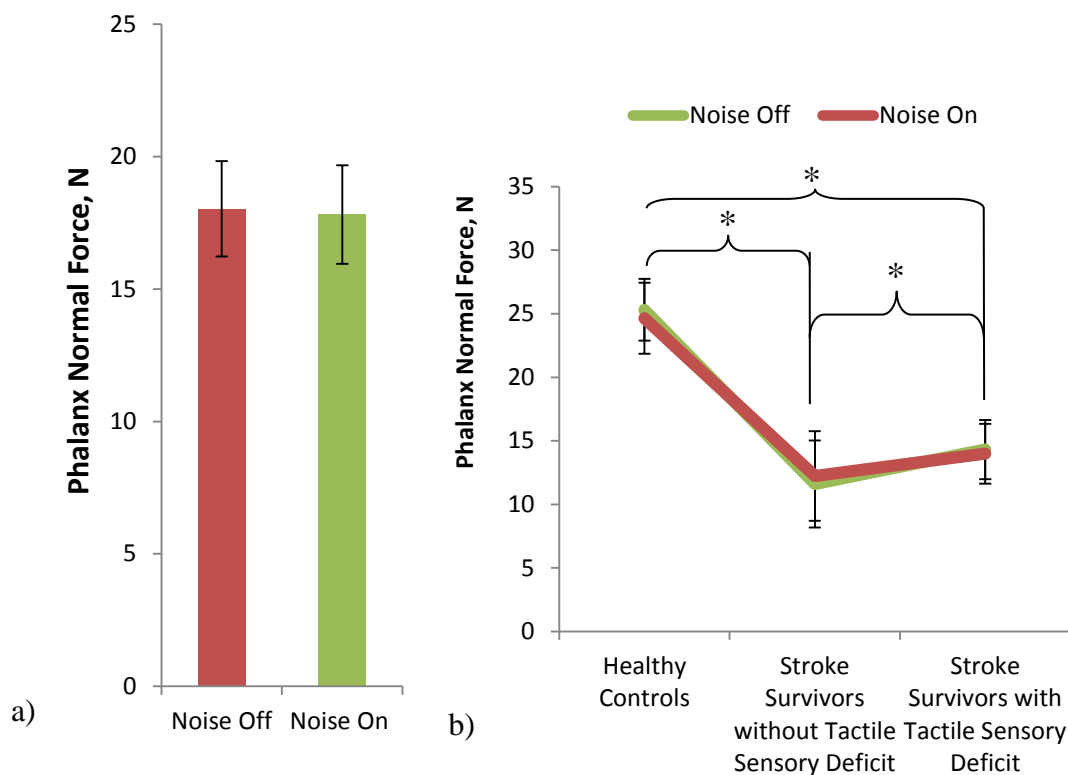 25
20
15
10
5
0
Phalanx Normal Force, N
Noise Off Noise On
a)
Noise Off Noise On
35
30
25
20
15
10
5
0
Phalanx Normal Force, N
*
*
*
Healthy
Controls
Stroke
Survivors
without Tactile
Sensory Deficit
Stroke
Survivors with
Tactile Sensory
Deficit
b)